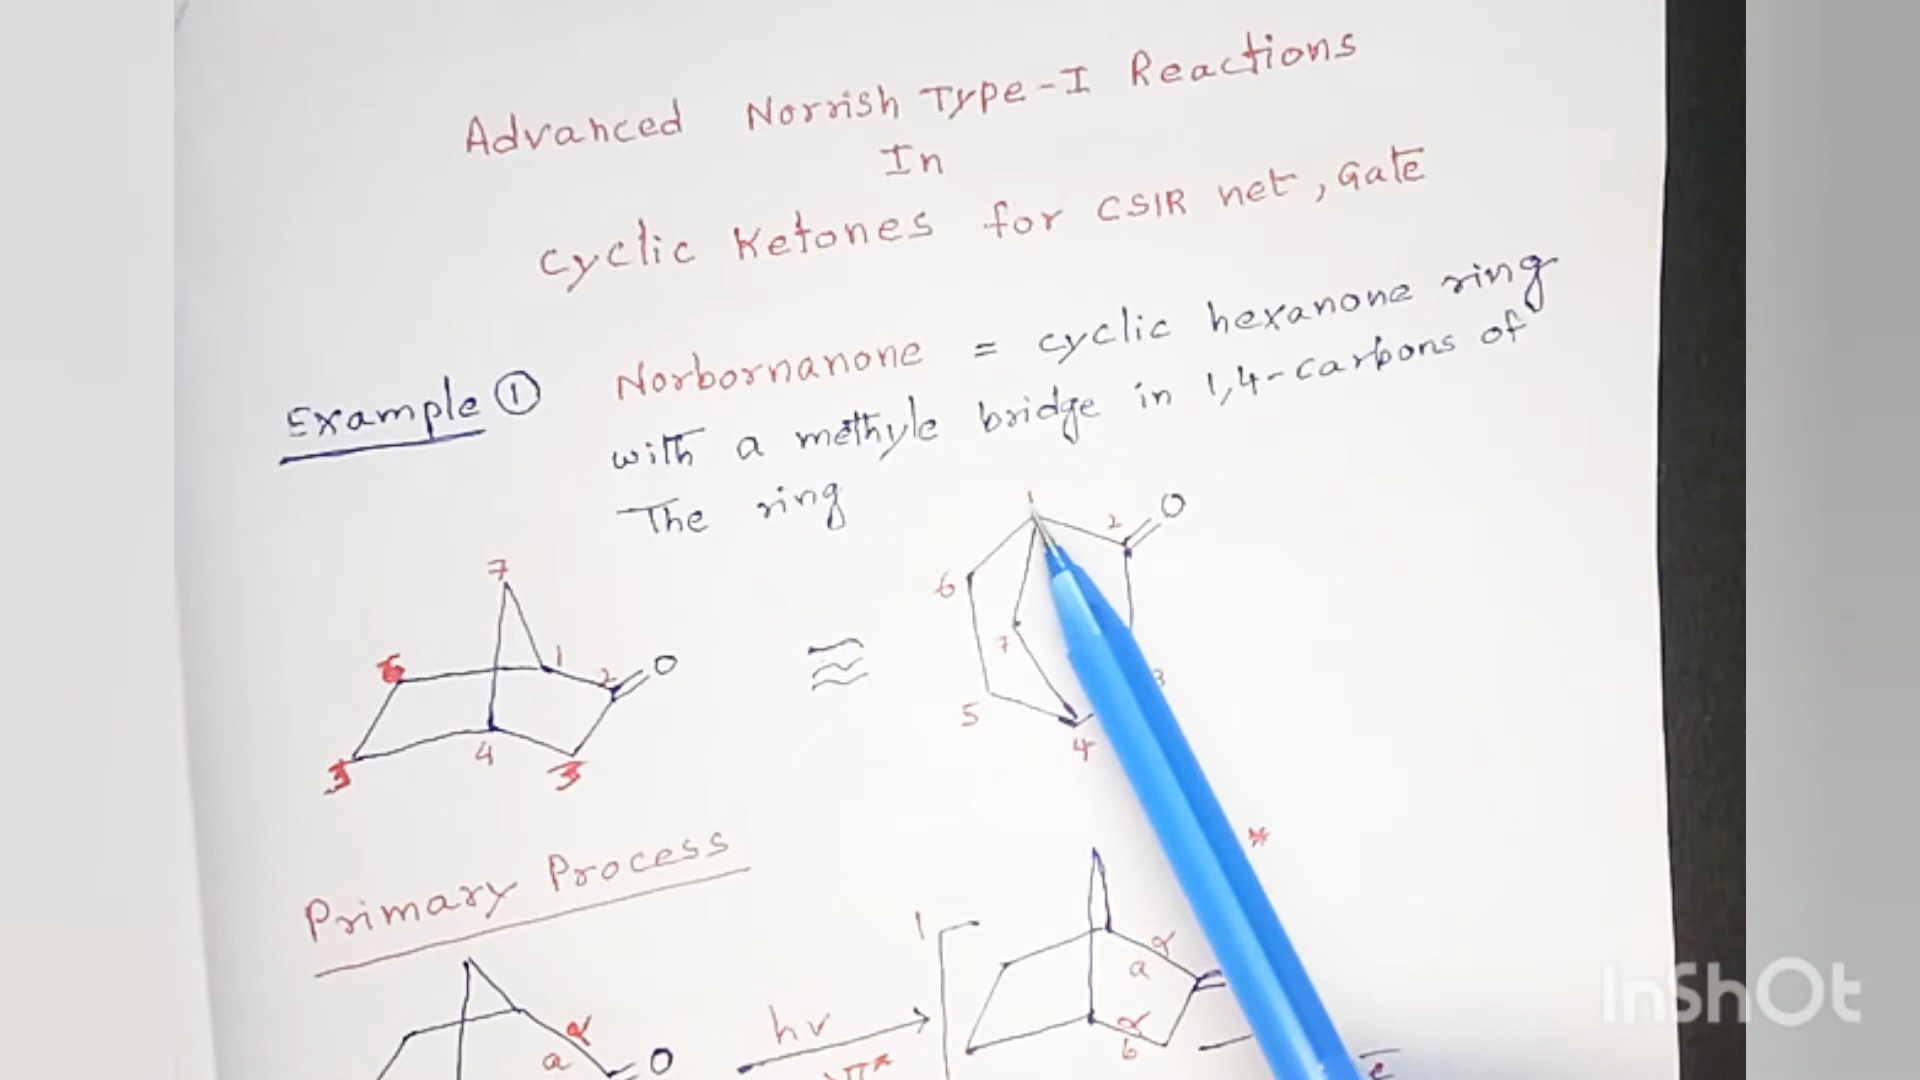 Advanced Norrish Type-I Reactions
In
Cyclic Ketones for CSIR net, Gate
Example ① Norbornanone = cyclic hexanone ring
with a methyle bridge in 1,4-carbons of
The ring
1
2 O
6
7
5
3
4
7
6 1 2 O
4
3
Primary Process
*
1
α
a
α
b
hν
α
a O
InShOt